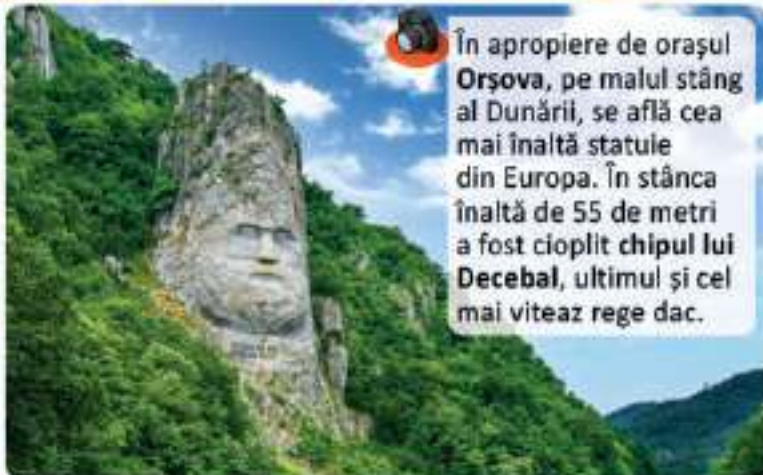 În apropiere de orașul
Orșova, pe malul stâng
al Dunării, se află cea
mai înaltă statuie
din Europa. În stânca
înaltă de 55 de metri
a fost cioplit chipul lui
Decebal, ultimul și cel
mai viteaz rege dac.